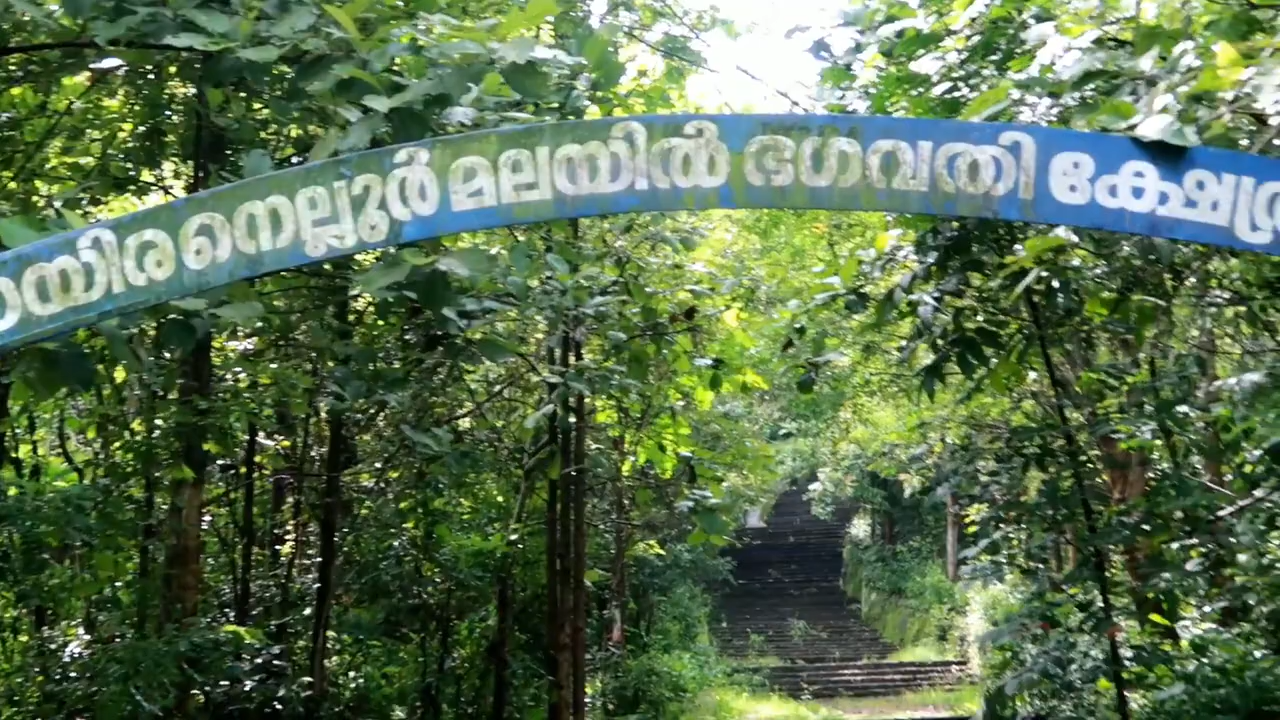 ായിരനെല്ലൂർ മലയിൽ ഭഗവതി ക്ഷേത്ര